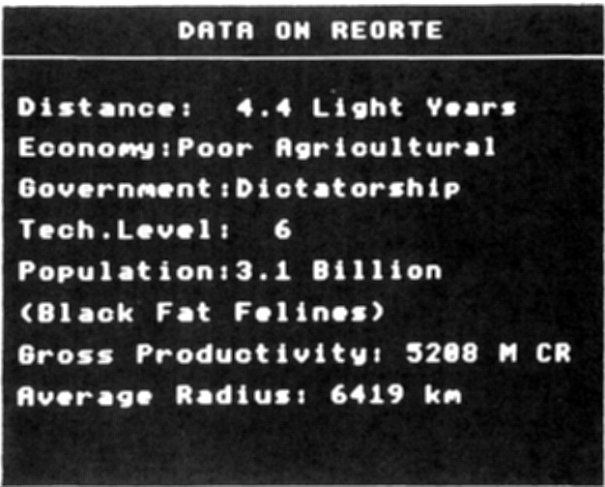 DATA ON REORTE
Distance: 4.4 Light Years
Economy:Poor Agricultural
Government:Dictatorship
Tech.Level: 6
Population:3.1 Billion
(Black Fat Felines)
Gross Productivity: 5208 M CR
Average Radius: 6419 km